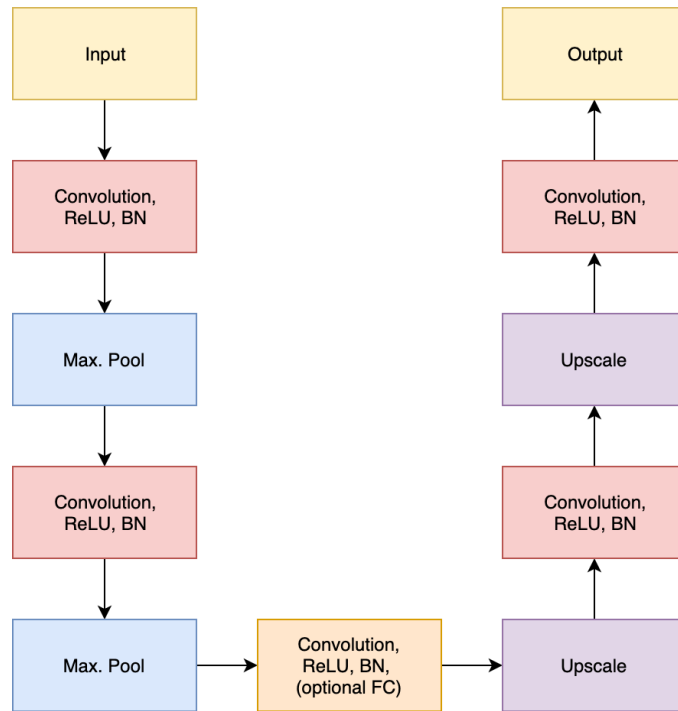 Input
Convolution,
ReLU, BN
Max. Pool
Convolution,
ReLU, BN
Max. Pool
Convolution,
ReLU, BN,
(optional FC)
Upscale
Convolution,
ReLU, BN
Upscale
Convolution,
ReLU, BN
Output